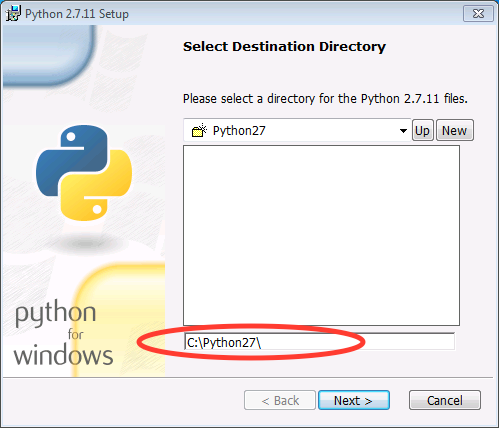 Python 2.7.11 Setup
Select Destination Directory
Please select a directory for the Python 2.7.11 files.
Python27
Up
New
C:\Python27\
python
for
windows
< Back
Next >
Cancel